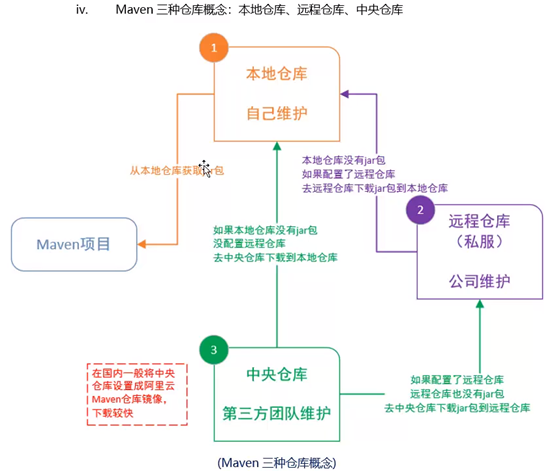 iv. Maven 三种仓库概念：本地仓库、远程仓库、中央仓库
1
本地仓库
自己维护
从本地仓库获取jar包
本地仓库没有jar包
如果配置了远程仓库
去远程仓库下载jar包到本地仓库
2
远程仓库
（私服）
公司维护
Maven项目
如果本地仓库没有jar包
没配置远程仓库
去中央仓库下载到本地仓库
3
中央仓库
第三方团队维护
在国内一般将中央
仓库设置成阿里云
Maven仓库镜像，
下载较快
如果配置了远程仓库
远程仓库也没有jar包
去中央仓库下载jar包到远程仓库
(Maven 三种仓库概念)